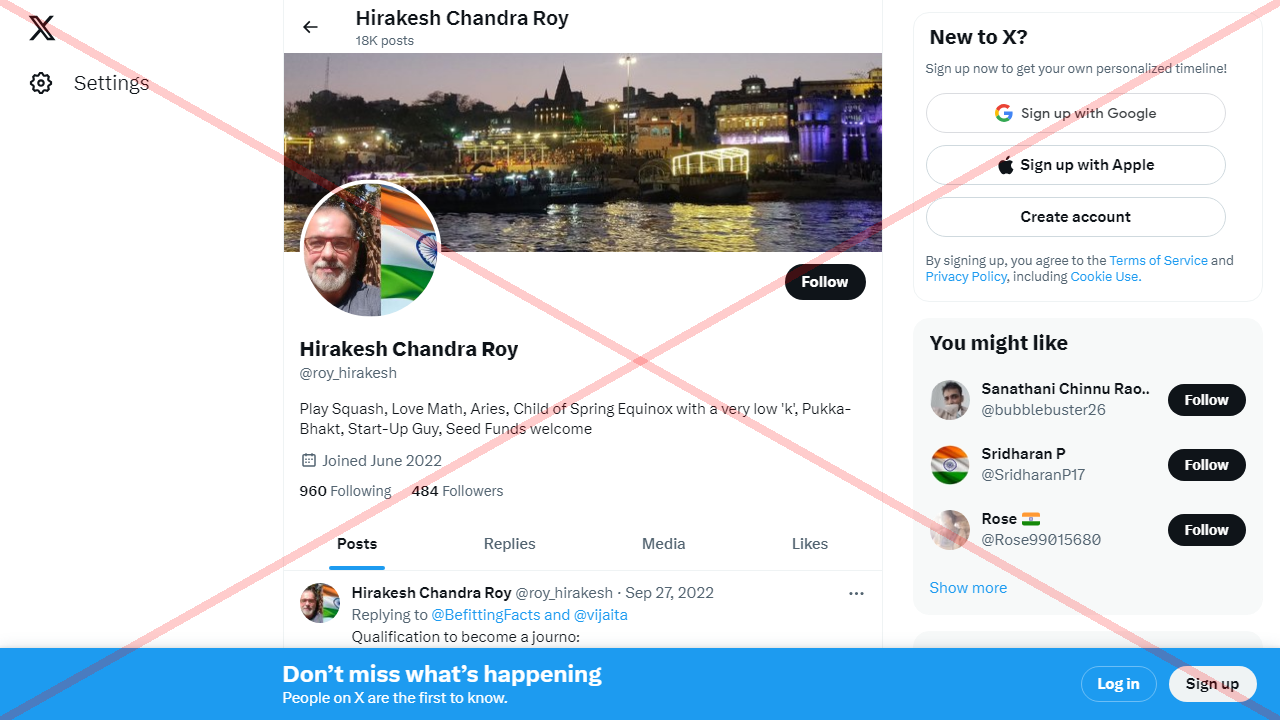 Settings
Hirakesh Chandra Roy
18K posts
Follow
Hirakesh Chandra Roy
@roy_hirakesh
Play Squash, Love Math, Aries, Child of Spring Equinox with a very low 'k', Pukka-
Bhakt, Start-Up Guy, Seed Funds welcome
Joined June 2022
960 Following 484 Followers
Posts Replies Media Likes
Hirakesh Chandra Roy @roy_hirakesh · Sep 27, 2022
Replying to @BefittingFacts and @vijaita
Qualification to become a journo:
New to X?
Sign up now to get your own personalized timeline!
Sign up with Google
Sign up with Apple
Create account
By signing up, you agree to the Terms of Service and
Privacy Policy, including Cookie Use.
You might like
Sanathani Chinnu Rao..
@bubblebuster26
Follow
Sridharan P
@SridharanP17
Follow
Rose
@Rose99015680
Follow
Show more
Don’t miss what’s happening
People on X are the first to know.
Log in
Sign up